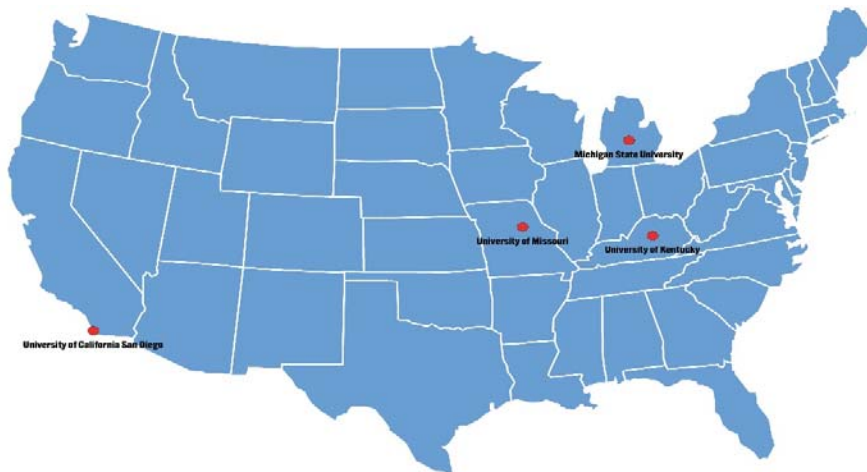 Michigan State University
University of Missouri
University of Kentucky
University of California San Diego